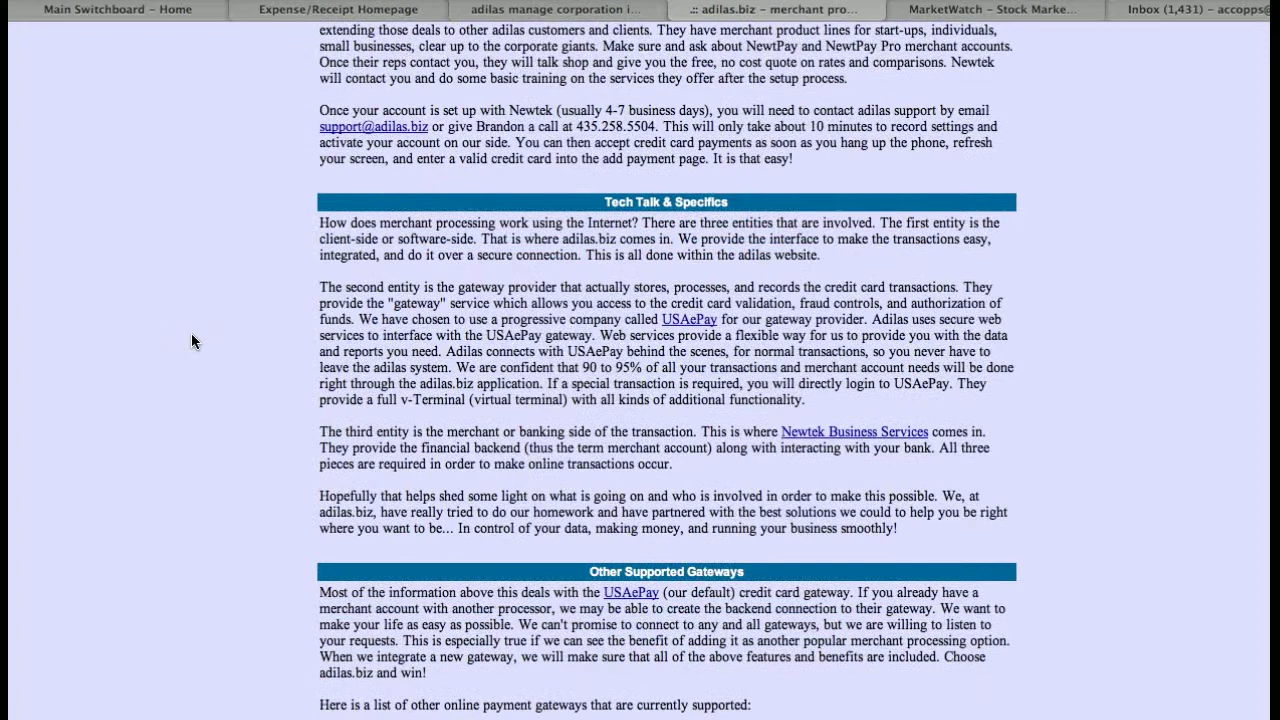 Main Switchboard – Home
Expense/Receipt Homepage
adilas manage corporation i...
.:: adilas.biz – merchant pro...
MarketWatch – Stock Marke...
Inbox (1,431) – accopps@
extending those deals to other adilas customers and clients. They have merchant product lines for start-ups, individuals,
small businesses, clear up to the corporate giants. Make sure and ask about NewtPay and NewtPay Pro merchant accounts.
Once their reps contact you, they will talk shop and give you the free, no cost quote on rates and comparisons. Newtek
will contact you and do some basic training on the services they offer after the setup process.
Once your account is set up with Newtek (usually 4-7 business days), you will need to contact adilas support by email
support@adilas.biz or give Brandon a call at 435.258.5504. This will only take about 10 minutes to record settings and
activate your account on our side. You can then accept credit card payments as soon as you hang up the phone, refresh
your screen, and enter a valid credit card into the add payment page. It is that easy!
Tech Talk & Specifics
How does merchant processing work using the Internet? There are three entities that are involved. The first entity is the
client-side or software-side. That is where adilas.biz comes in. We provide the interface to make the transactions easy,
integrated, and do it over a secure connection. This is all done within the adilas website.
The second entity is the gateway provider that actually stores, processes, and records the credit card transactions. They
provide the "gateway" service which allows you access to the credit card validation, fraud controls, and authorization of
funds. We have chosen to use a progressive company called USAePay for our gateway provider. Adilas uses secure web
services to interface with the USAePay gateway. Web services provide a flexible way for us to provide you with the data
and reports you need. Adilas connects with USAePay behind the scenes, for normal transactions, so you never have to
leave the adilas system. We are confident that 90 to 95% of all your transactions and merchant account needs will be done
right through the adilas.biz application. If a special transaction is required, you will directly login to USAePay. They
provide a full v-Terminal (virtual terminal) with all kinds of additional functionality.
The third entity is the merchant or banking side of the transaction. This is where Newtek Business Services comes in.
They provide the financial backend (thus the term merchant account) along with interacting with your bank. All three
pieces are required in order to make online transactions occur.
Hopefully that helps shed some light on what is going on and who is involved in order to make this possible. We, at
adilas.biz, have really tried to do our homework and have partnered with the best solutions we could to help you be right
where you want to be... In control of your data, making money, and running your business smoothly!
Other Supported Gateways
Most of the information above this deals with the USAePay (our default) credit card gateway. If you already have a
merchant account with another processor, we may be able to create the backend connection to their gateway. We want to
make your life as easy as possible. We can't promise to connect to any and all gateways, but we are willing to listen to
your requests. This is especially true if we can see the benefit of adding it as another popular merchant processing option.
When we integrate a new gateway, we will make sure that all of the above features and benefits are included. Choose
adilas.biz and win!
Here is a list of other online payment gateways that are currently supported: